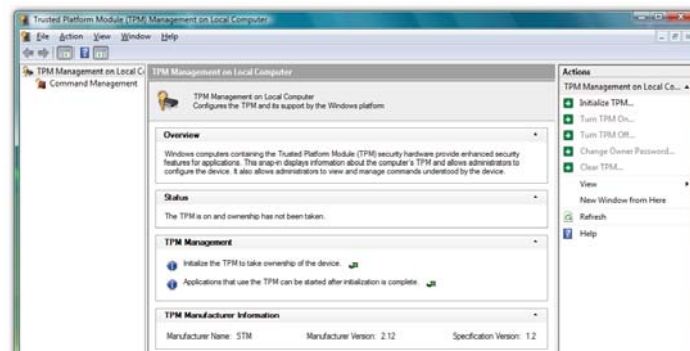 Trusted Platform Module (TPM) Management on Local Computer
File Action View Window Help
TPM Management on Local C
Command Management
TPM Management on Local Computer
TPM Management on Local Computer
Configures the TPM and its support by the Windows platform
Overview
Windows computers containing the Trusted Platform Module (TPM) security hardware provide enhanced security
features for applications. This snap-in displays information about the computer's TPM and allows administrators to
configure the device. It also allows administrators to view and manage commands understood by the device.
Status
The TPM is on and ownership has not been taken.
TPM Management
Initialize the TPM to take ownership of the device.
Applications that use the TPM can be started after initialization is complete.
TPM Manufacturer Information
Manufacturer Name: STM Manufacturer Version: 2.12 Specification Version: 1.2
Actions
TPM Management on Local Co...
Initialize TPM...
Turn TPM On...
Turn TPM Off...
Change Owner Password...
Clear TPM...
View
New Window from Here
Refresh
Help